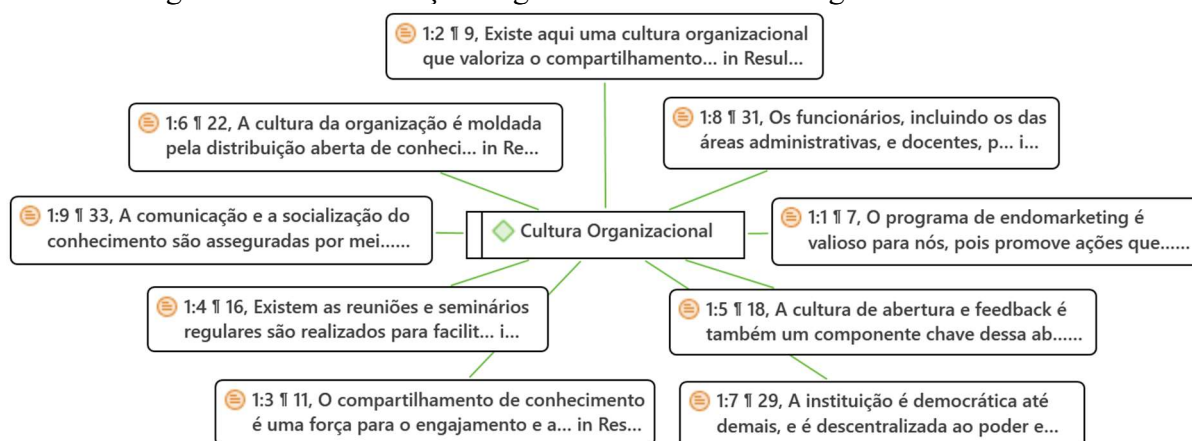 1:2 ¶ 9, Existe aqui uma cultura organizacional
que valoriza o compartilhamento... in Resul...
1:6 ¶ 22, A cultura da organização é moldada
pela distribuição aberta de conheci... in Re...
1:8 ¶ 31, Os funcionários, incluindo os das
áreas administrativas, e docentes, p... i...
1:9 ¶ 33, A comunicação e a socialização do
conhecimento são asseguradas por mei......
Cultura Organizacional
1:1 ¶ 7, O programa de endomarketing é
valioso para nós, pois promove ações que......
1:4 ¶ 16, Existem as reuniões e seminários
regulares são realizados para facilit... i...
1:5 ¶ 18, A cultura de abertura e feedback é
também um componente chave dessa ab......
1:3 ¶ 11, O compartilhamento de conhecimento
é uma força para o engajamento e a... in Res...
1:7 ¶ 29, A instituição é democrática até
demais, e é descentralizada ao poder e...